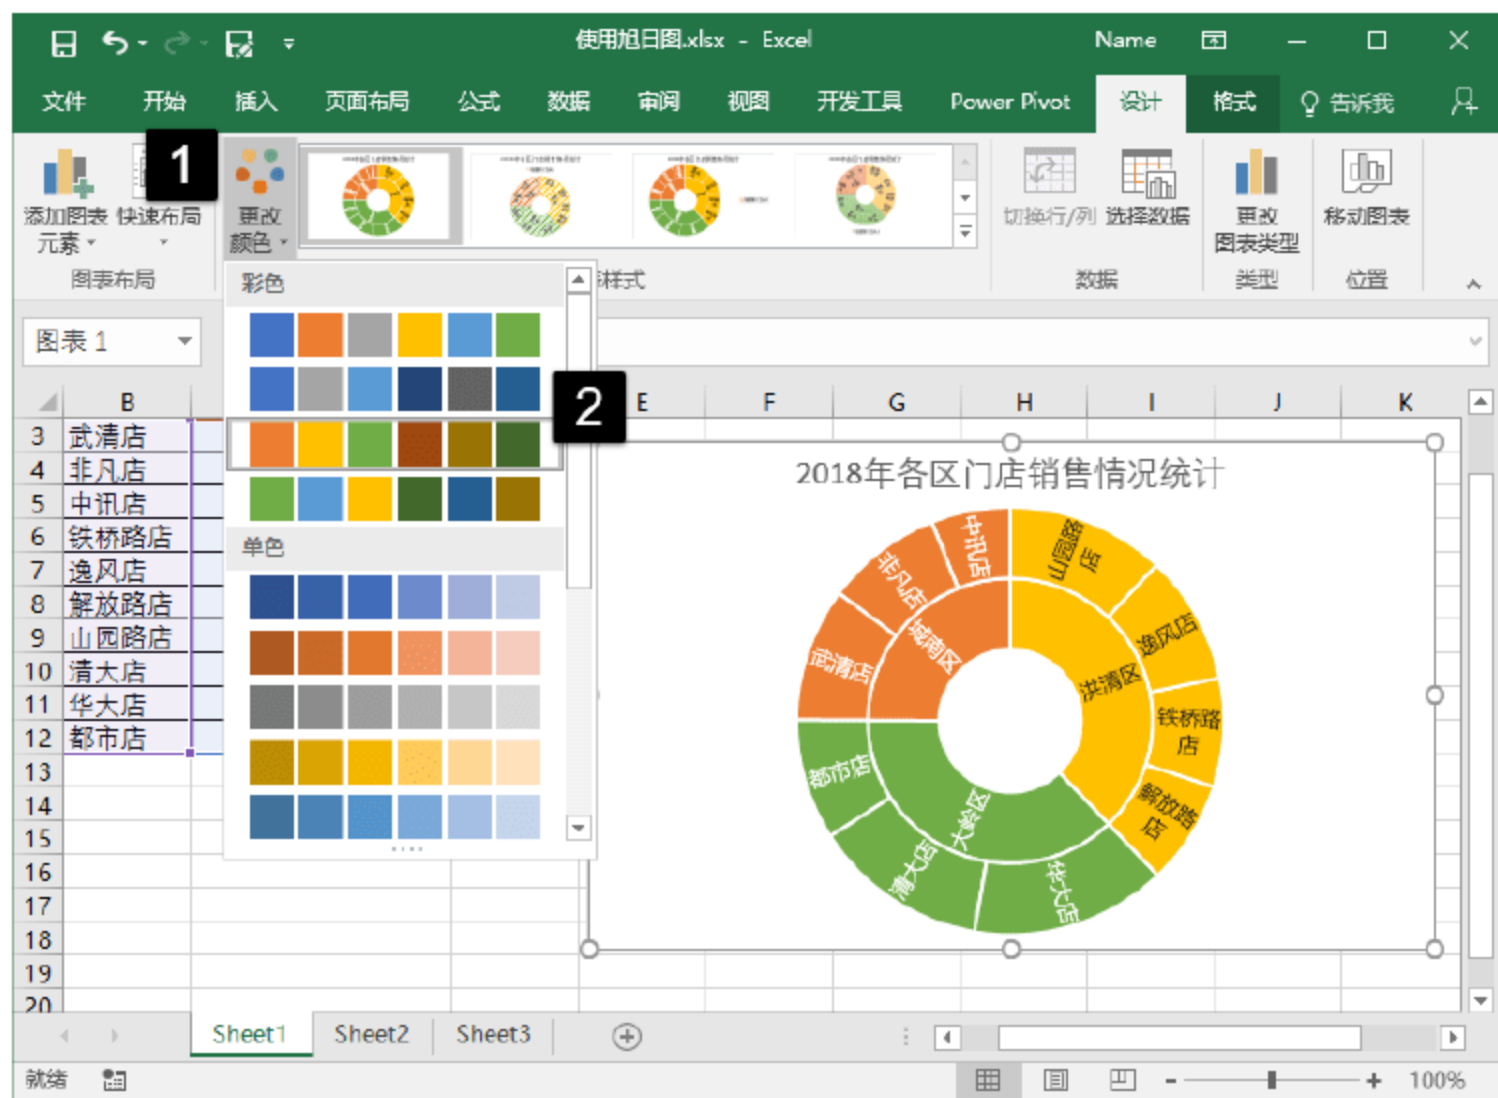 使用旭日图.xlsx - Excel
Name
文件 开始 插入 页面布局 公式 数据 审阅 视图 开发工具 Power Pivot 设计 格式 告诉我
1
添加图表元素 快速布局 更改颜色 切换行/列 选择数据 更改图表类型 移动图表
图表布局 样式 数据 类型 位置
彩色
图表 1
2
B E F G H I J K
3 武清店
4 非凡店
5 中讯店
6 铁桥路店
7 逸风店
8 解放路店
9 山园路店
10 清大店
11 华大店
12 都市店
13
14
15
16
17
18
19
20
单色
2018年各区门店销售情况统计
中讯店
山园路店
非凡店
逸风店
城南区
武清店
洪清区
铁桥路店
都市店
解放路店
大岭区
清大店
华大店
Sheet1 Sheet2 Sheet3
就绪
100%